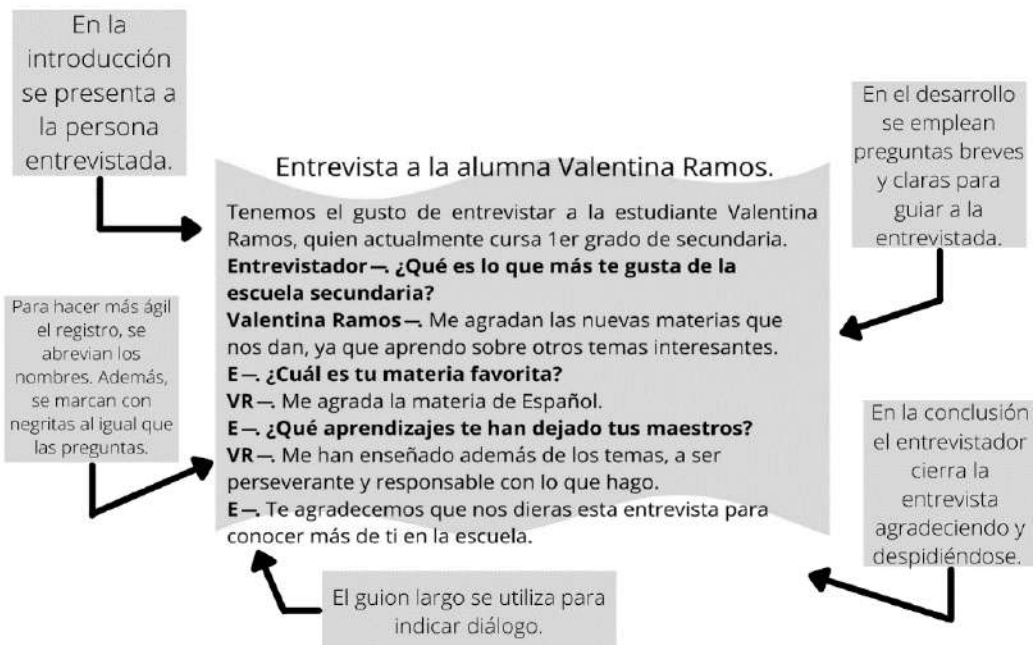 En la
introducción
se presenta a
la persona
entrevistada.
En el desarrollo
se emplean
preguntas breves
y claras para
guiar a la
entrevistada.
Entrevista a la alumna Valentina Ramos.
Tenemos el gusto de entrevistar a la estudiante Valentina
Ramos, quien actualmente cursa 1er grado de secundaria.
Entrevistador—. ¿Qué es lo que más te gusta de la
escuela secundaria?
Valentina Ramos—. Me agradan las nuevas materias que
nos dan, ya que aprendo sobre otros temas interesantes.
E—. ¿Cuál es tu materia favorita?
VR—. Me agrada la materia de Español.
E—. ¿Qué aprendizajes te han dejado tus maestros?
VR—. Me han enseñado además de los temas, a ser
perseverante y responsable con lo que hago.
E—. Te agradecemos que nos dieras esta entrevista para
conocer más de ti en la escuela.
Para hacer más ágil
el registro, se
abrevian los
nombres. Además,
se marcan con
negritas al igual que
las preguntas.
En la conclusión
el entrevistador
cierra la
entrevista
agradeciendo y
despidiéndose.
El guion largo se utiliza para
indicar diálogo.